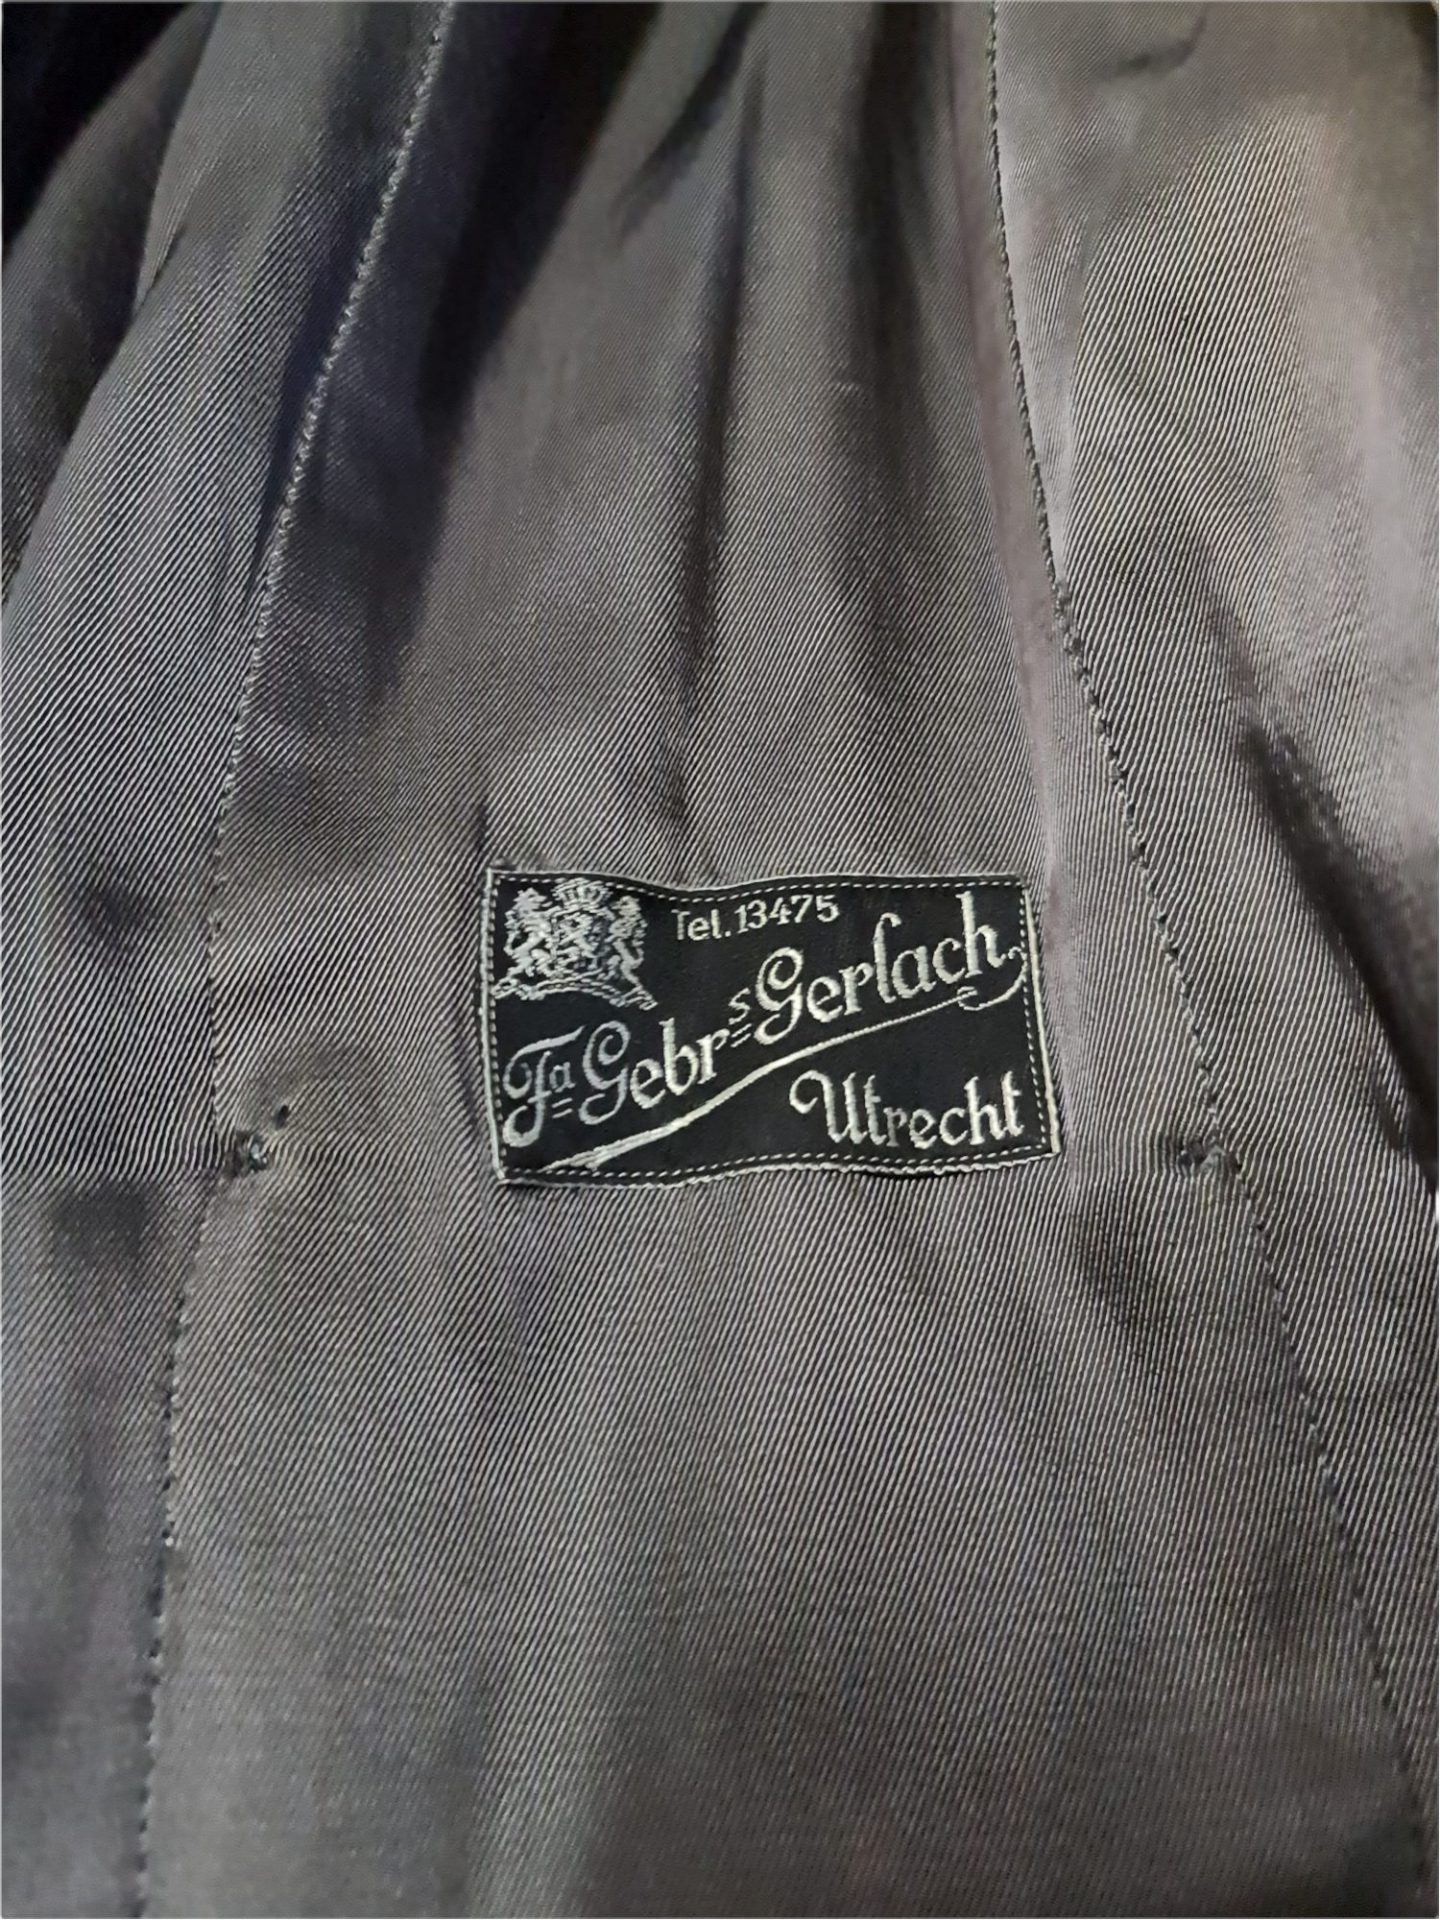 Tel. 13475
Fa Gebrs Gerlach
Utrecht